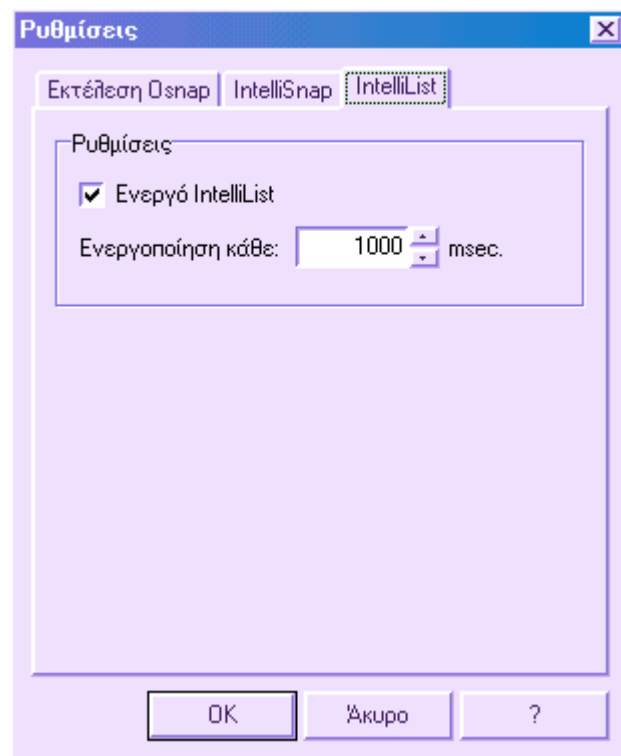 Ρυθμίσεις
Εκτέλεση Osnap IntelliSnap IntelliList
Ρυθμίσεις
Ενεργό IntelliList
Ενεργοποίηση κάθε: 1000 msec.
OK Άκυρο ?